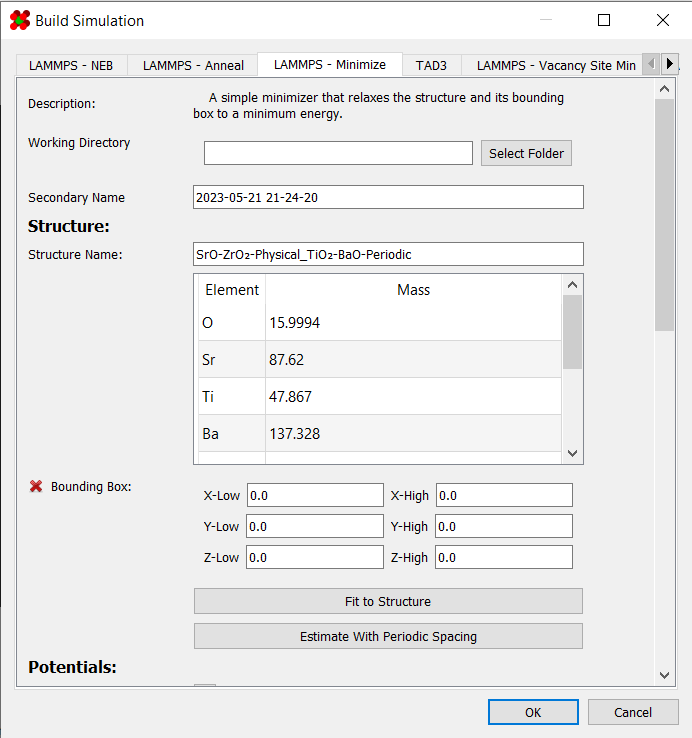 Build Simulation
LAMMPS - NEB
LAMMPS - Anneal
LAMMPS - Minimize
TAD3
LAMMPS - Vacancy Site Min
Description:
A simple minimizer that relaxes the structure and its bounding
box to a minimum energy.
Working Directory
Select Folder
Secondary Name
2023-05-21 21-24-20
Structure:
Structure Name:
SrO-ZrO₂-Physical_TiO₂-BaO-Periodic
Element Mass
O 15.9994
Sr 87.62
Ti 47.867
Ba 137.328
Bounding Box:
X-Low 0.0 X-High 0.0
Y-Low 0.0 Y-High 0.0
Z-Low 0.0 Z-High 0.0
Fit to Structure
Estimate With Periodic Spacing
Potentials:
OK
Cancel